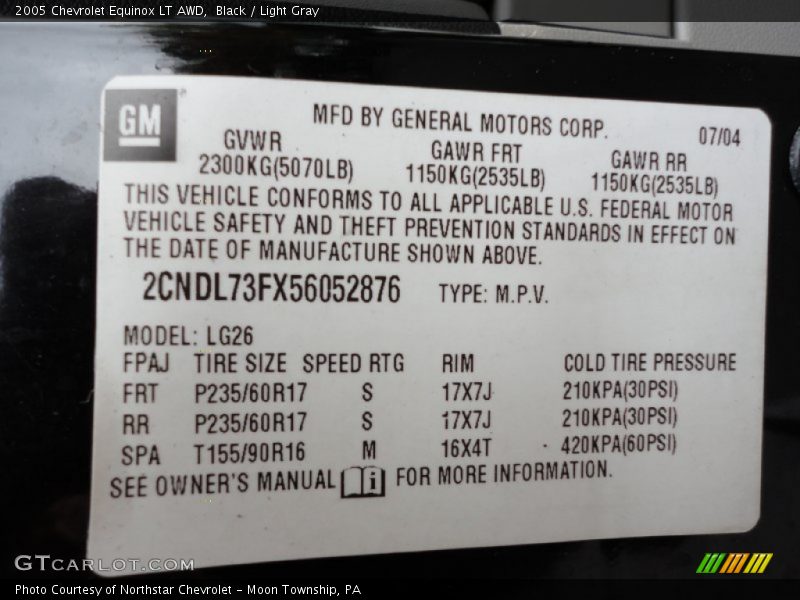 2005 Chevrolet Equinox LT AWD,  Black / Light Gray
GM
MFD BY GENERAL MOTORS CORP. 07/04
GVWR GAWR FRT GAWR RR
2300KG(5070LB) 1150KG(2535LB) 1150KG(2535LB)
THIS VEHICLE CONFORMS TO ALL APPLICABLE U.S. FEDERAL MOTOR
VEHICLE SAFETY AND THEFT PREVENTION STANDARDS IN EFFECT ON
THE DATE OF MANUFACTURE SHOWN ABOVE.
2CNDL73FX56052876 TYPE: M.P.V.
MODEL: LG26
FPAJ TIRE SIZE SPEED RTG RIM COLD TIRE PRESSURE
FRT P235/60R17 S 17X7J 210KPA(30PSI)
RR P235/60R17 S 17X7J 210KPA(30PSI)
SPA T155/90R16 M 16X4T 420KPA(60PSI)
SEE OWNER'S MANUAL i FOR MORE INFORMATION.
GTCARLOT.COM
Photo Courtesy of Northstar Chevrolet - Moon Township, PA